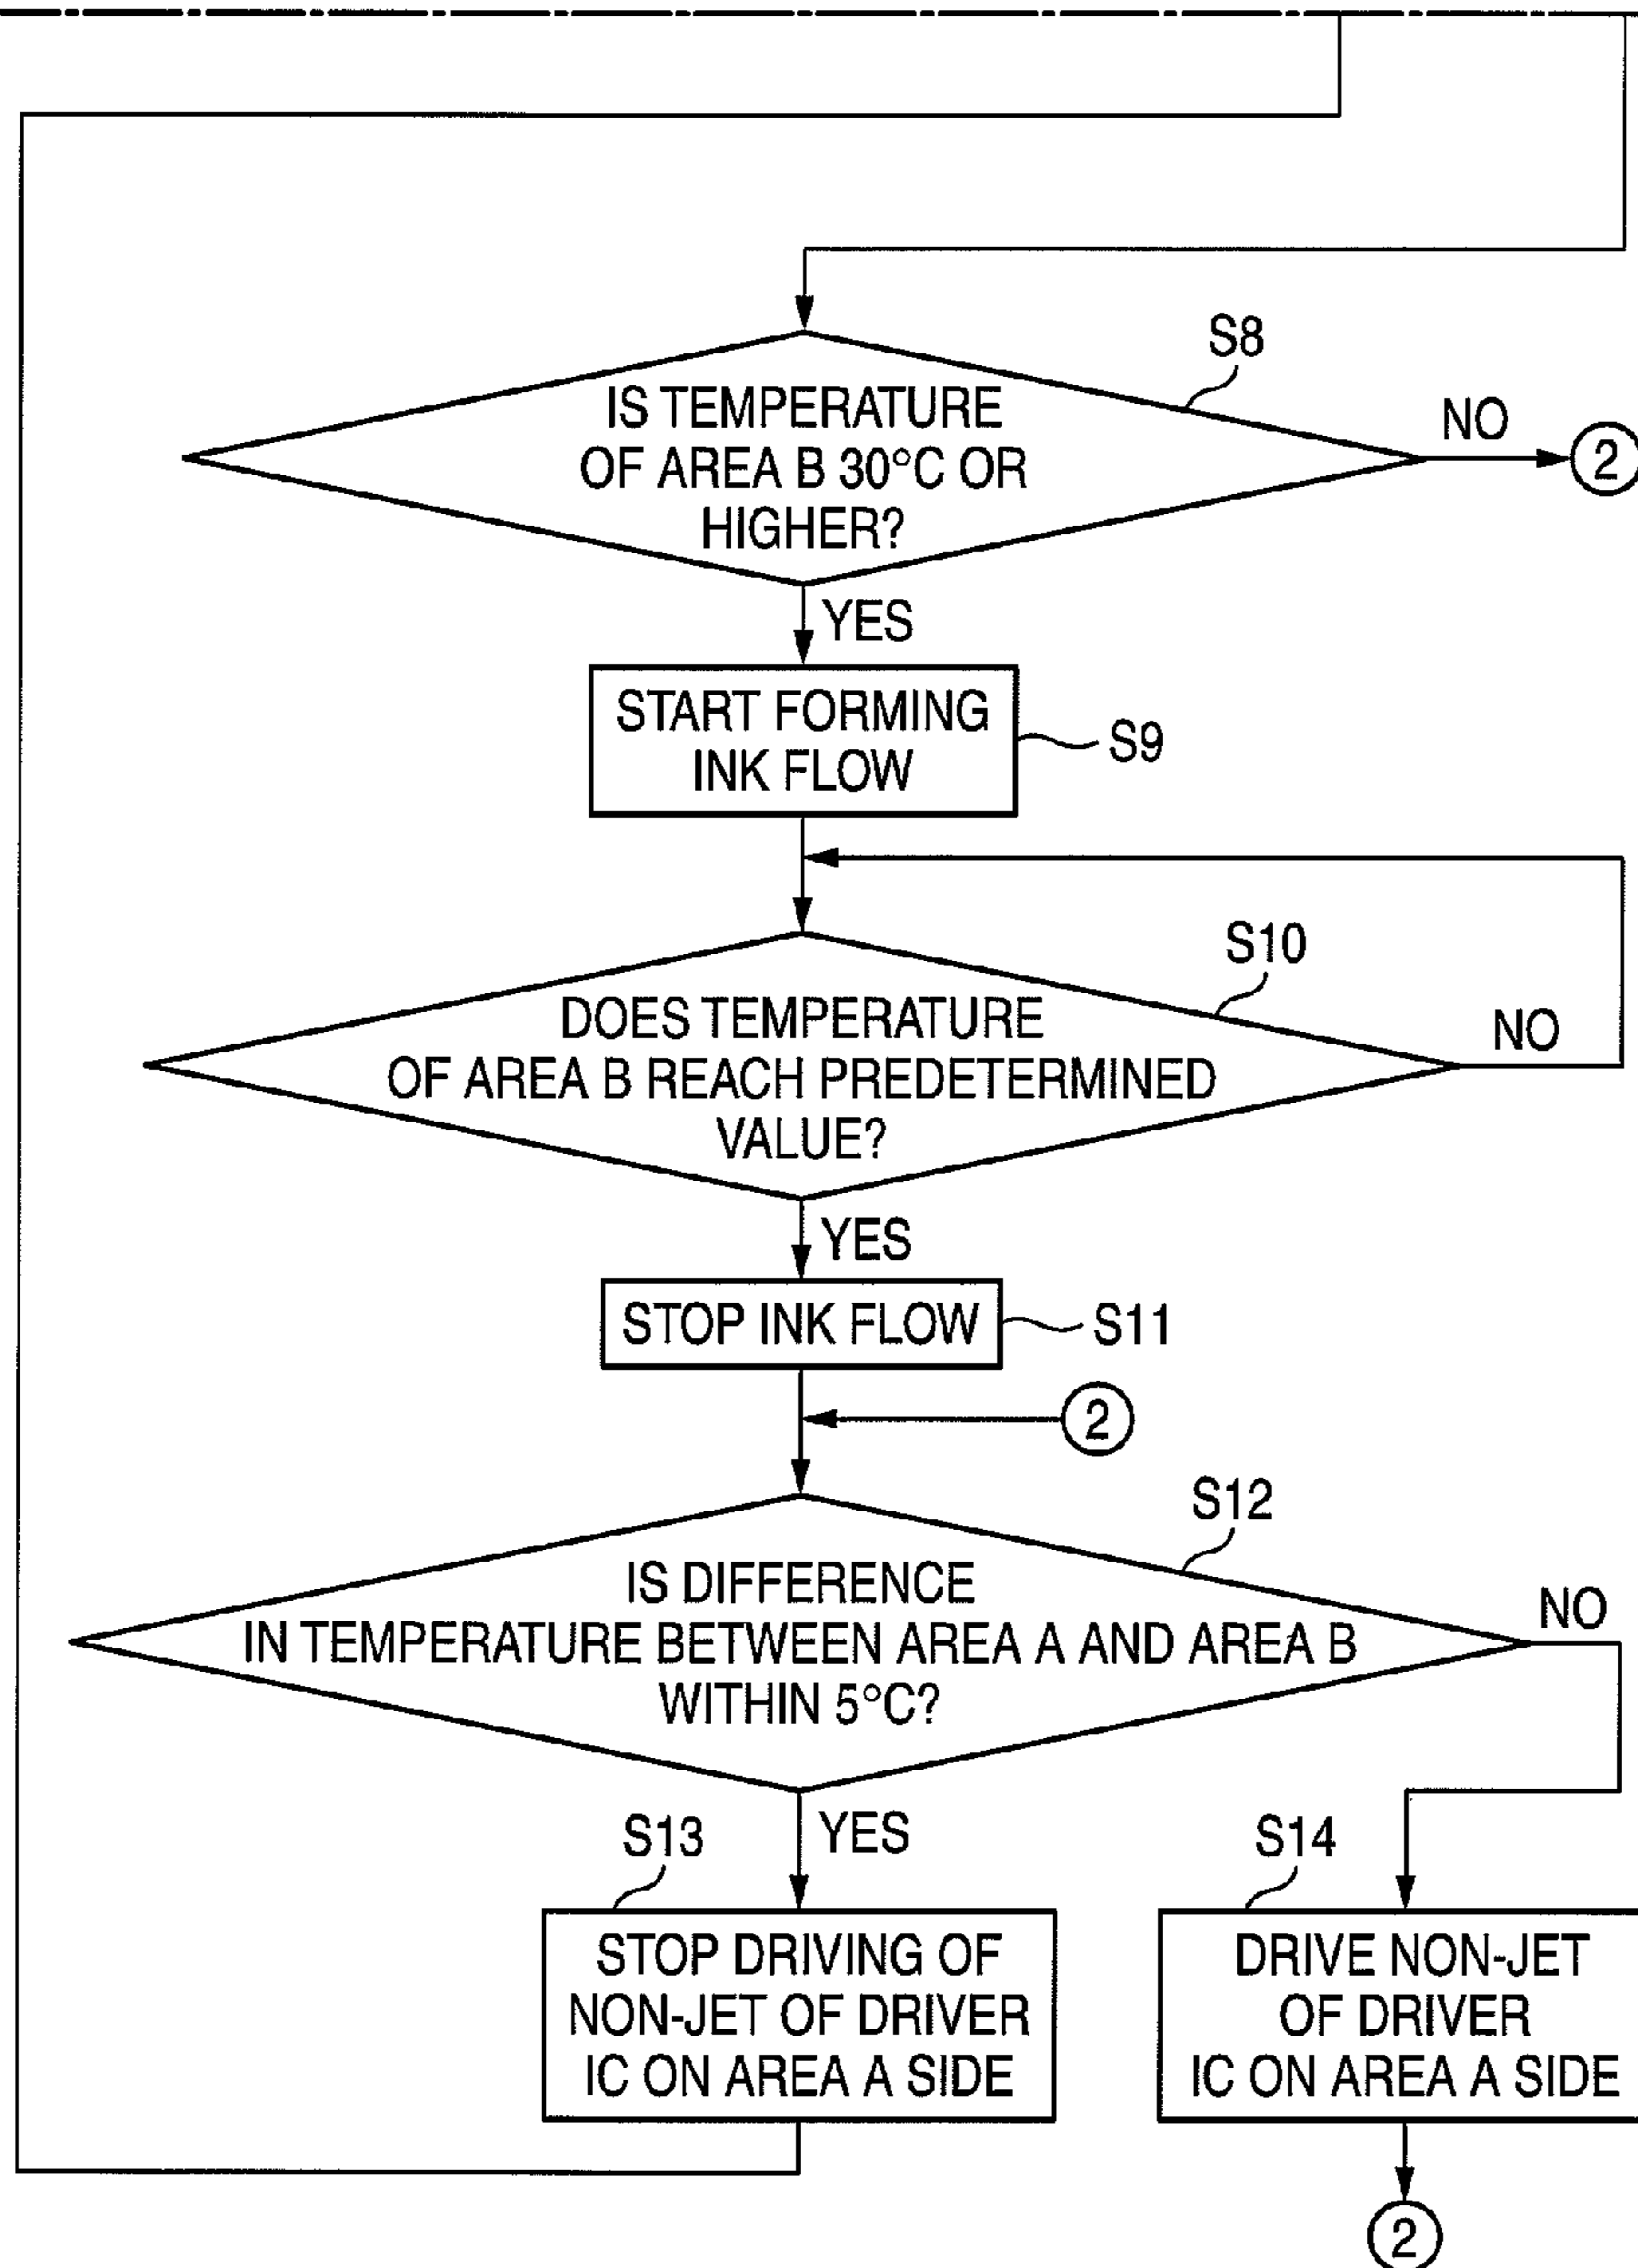 S8
IS TEMPERATURE
OF AREA B 30°C OR
HIGHER?
NO
2
YES
START FORMING
INK FLOW
S9
S10
DOES TEMPERATURE
OF AREA B REACH PREDETERMINED
VALUE?
NO
YES
STOP INK FLOW
S11
2
S12
IS DIFFERENCE
IN TEMPERATURE BETWEEN AREA A AND AREA B
WITHIN 5°C?
NO
YES
S13
STOP DRIVING OF
NON-JET OF DRIVER
IC ON AREA A SIDE
S14
DRIVE NON-JET
OF DRIVER
IC ON AREA A SIDE
2